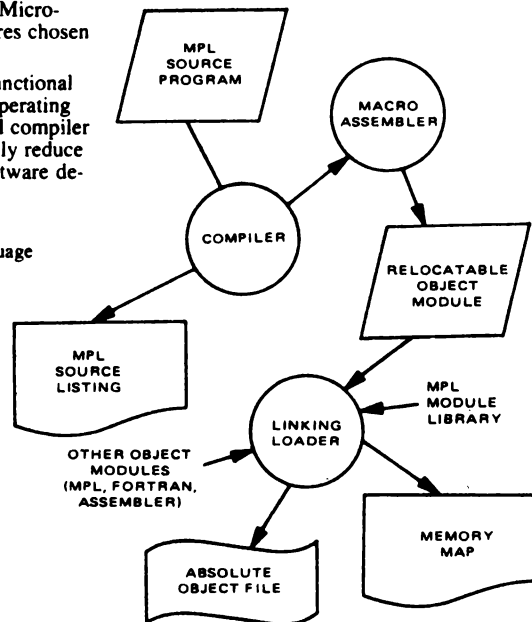 Micro-
res chosen
nctional
perating
l compiler
ly reduce
tware de-
uage
MPL
SOURCE
PROGRAM
MACRO
ASSEMBLER
COMPILER
RELOCATABLE
OBJECT
MODULE
MPL
SOURCE
LISTING
MPL
MODULE
LIBRARY
LINKING
LOADER
OTHER OBJECT
MODULES
(MPL, FORTRAN,
ASSEMBLER)
MEMORY
MAP
ABSOLUTE
OBJECT FILE